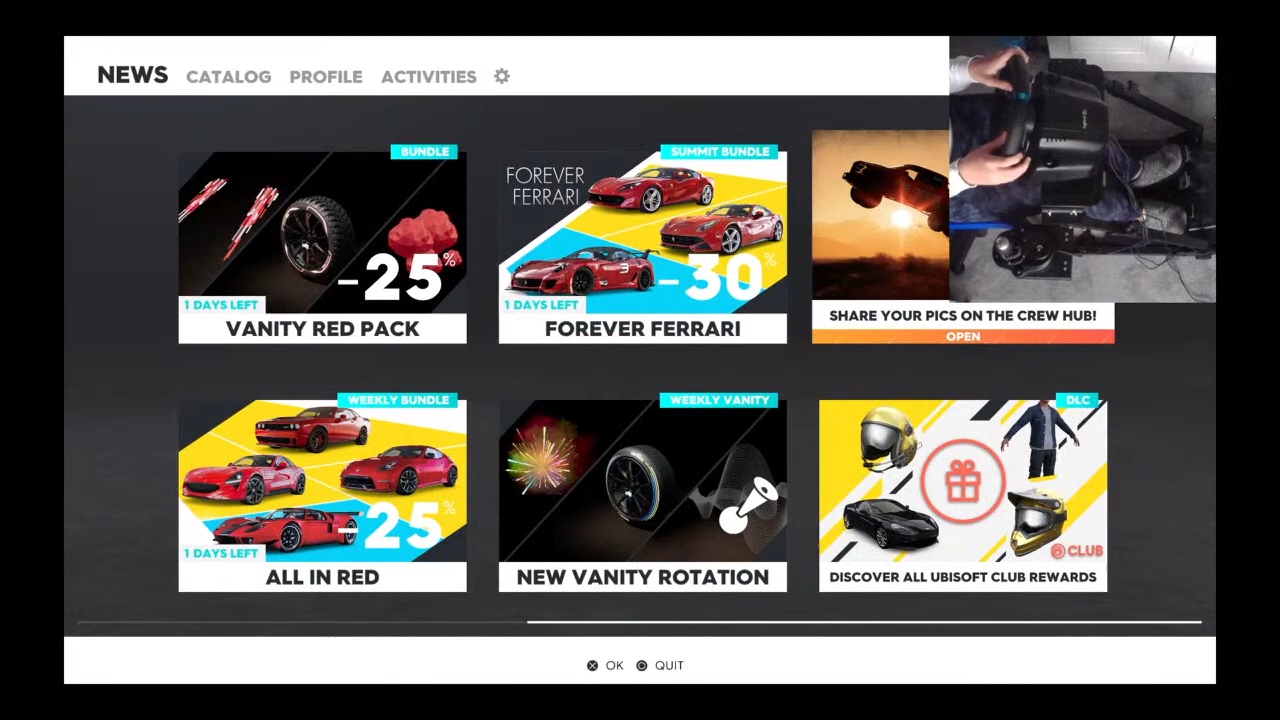 NEWS CATALOG PROFILE ACTIVITIES
BUNDLE
-25%
1 DAYS LEFT
VANITY RED PACK
SUMMIT BUNDLE
FOREVER
FERRARI
3
-30%
1 DAYS LEFT
FOREVER FERRARI
SHARE YOUR PICS ON THE CREW HUB!
OPEN
WEEKLY BUNDLE
-25%
1 DAYS LEFT
ALL IN RED
WEEKLY VANITY
NEW VANITY ROTATION
DLC
CLUB
DISCOVER ALL UBISOFT CLUB REWARDS
OK QUIT